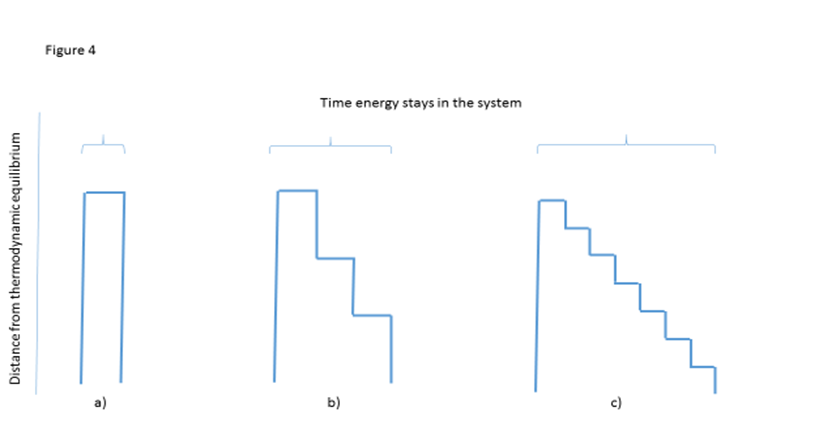 Figure 4
Time energy stays in the system
Distance from thermodynamic equilibrium
a)
b)
c)